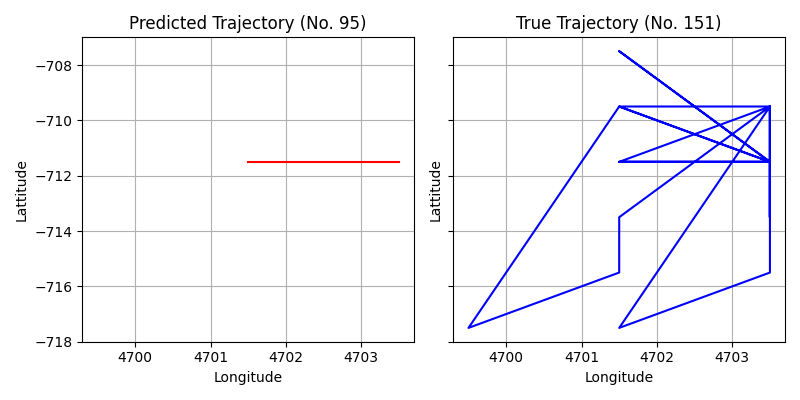 Predicted Trajectory (No. 95)
True Trajectory (No. 151)
−708
−710
−712
−714
−716
−718
Lattitude
Lattitude
4700
4701
4702
4703
4700
4701
4702
4703
Longitude
Longitude